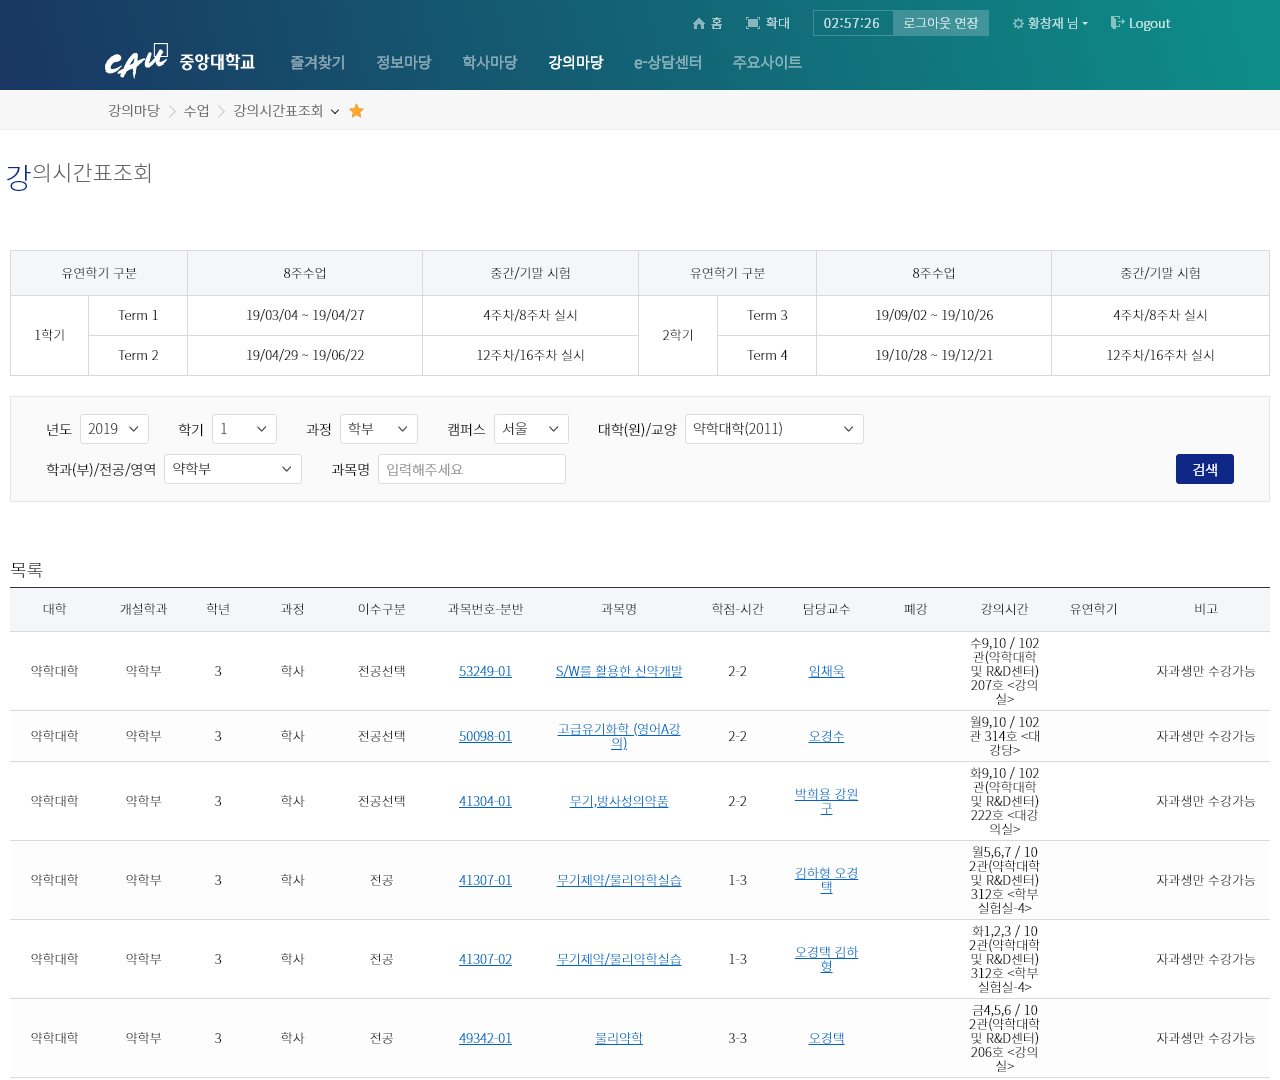 홈 확대 02:57:26 로그아웃 연장 황창재 님 Logout
CAU 중앙대학교 즐겨찾기 정보마당 학사마당 강의마당 e-상담센터 주요사이트
강의마당 수업 강의시간표조회
강의시간표조회
유연학기 구분 8주수업 중간/기말 시험 유연학기 구분 8주수업 중간/기말 시험
1학기 Term 1 19/03/04 ~ 19/04/27 4주차/8주차 실시 2학기 Term 3 19/09/02 ~ 19/10/26 4주차/8주차 실시
Term 2 19/04/29 ~ 19/06/22 12주차/16주차 실시 Term 4 19/10/28 ~ 19/12/21 12주차/16주차 실시
년도 2019 학기 1 과정 학부 캠퍼스 서울 대학(원)/교양 약학대학(2011)
학과(부)/전공/영역 약학부 과목명 입력해주세요 검색
목록
대학 개설학과 학년 과정 이수구분 과목번호-분반 과목명 학점-시간 담당교수 폐강 강의시간 유연학기 비고
약학대학 약학부 3 학사 전공선택 53249-01 S/W를 활용한 신약개발 2-2 임채욱
수9,10 / 102
관(약학대학
및 R&D센터)
207호 <강의
실>
자과생만 수강가능
약학대학 약학부 3 학사 전공선택 50098-01
고급유기화학 (영어A강
의)
2-2 오경수
월9,10 / 102
관 314호 <대
강당>
자과생만 수강가능
약학대학 약학부 3 학사 전공선택 41304-01 무기,방사성의약품 2-2
박희용 강원
구
화9,10 / 102
관(약학대학
및 R&D센터)
222호 <대강
의실>
자과생만 수강가능
약학대학 약학부 3 학사 전공 41307-01 무기제약/물리약학실습 1-3
김하형 오경
택
월5,6,7 / 10
2관(약학대학
및 R&D센터)
312호 <학부
실험실-4>
자과생만 수강가능
약학대학 약학부 3 학사 전공 41307-02 무기제약/물리약학실습 1-3
오경택 김하
형
화1,2,3 / 10
2관(약학대학
및 R&D센터)
312호 <학부
실험실-4>
자과생만 수강가능
약학대학 약학부 3 학사 전공 49342-01 물리약학 3-3 오경택
금4,5,6 / 10
2관(약학대학
및 R&D센터)
206호 <강의
실>
자과생만 수강가능